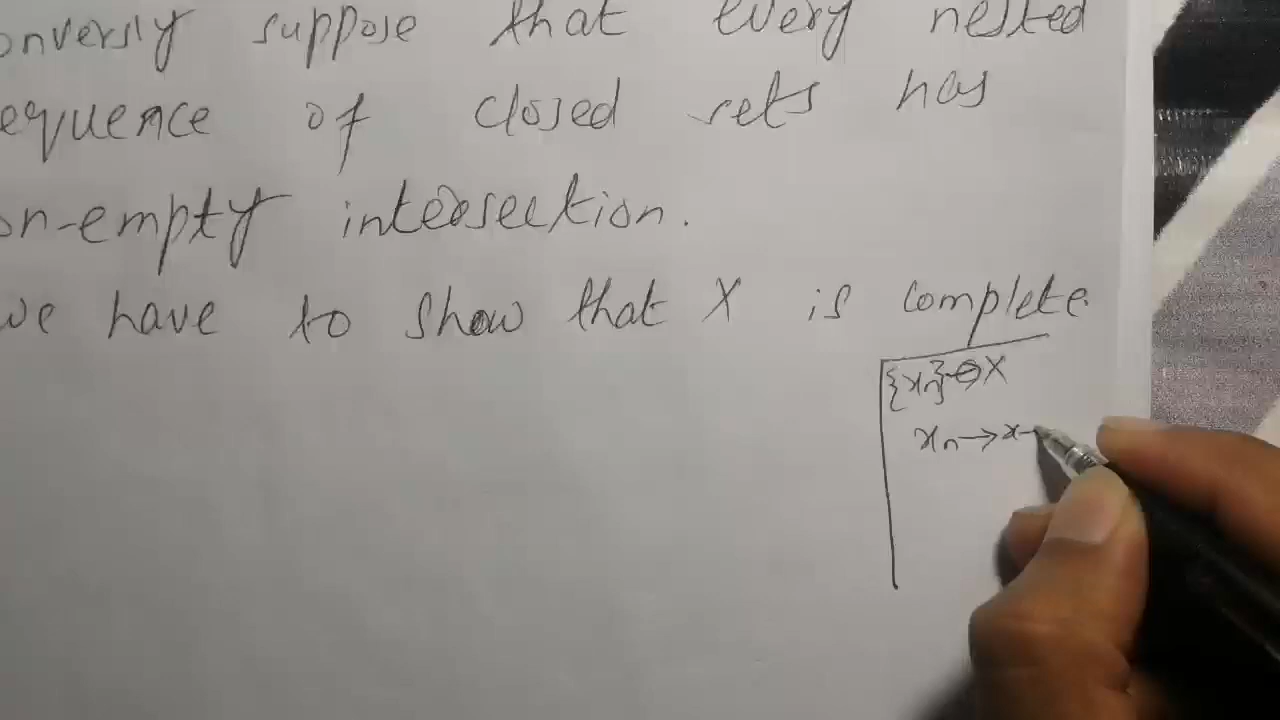 onversly suppose that every nested
equence of closed sets has
on-empty intersection.
we have to show that X is complete.
{xn} X
xn→x